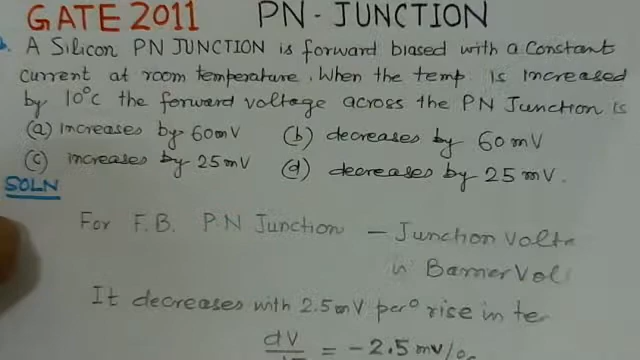 GATE 2011 PN-JUNCTION
A Silicon PN JUNCTION is forward biased with a constant
current at room temperature. When the temp is increased
by 10°C the forward voltage across the PN Junction is
(a) increases by 60mV (b) decreases by 60mV
(c) increases by 25mV (d) decreases by 25mV.
SOLN
For F.B. PN Junction – Junction Volta
Barrier Vol
It decreases with 2.5mV per° rise in te
dV
= -2.5mv/°c